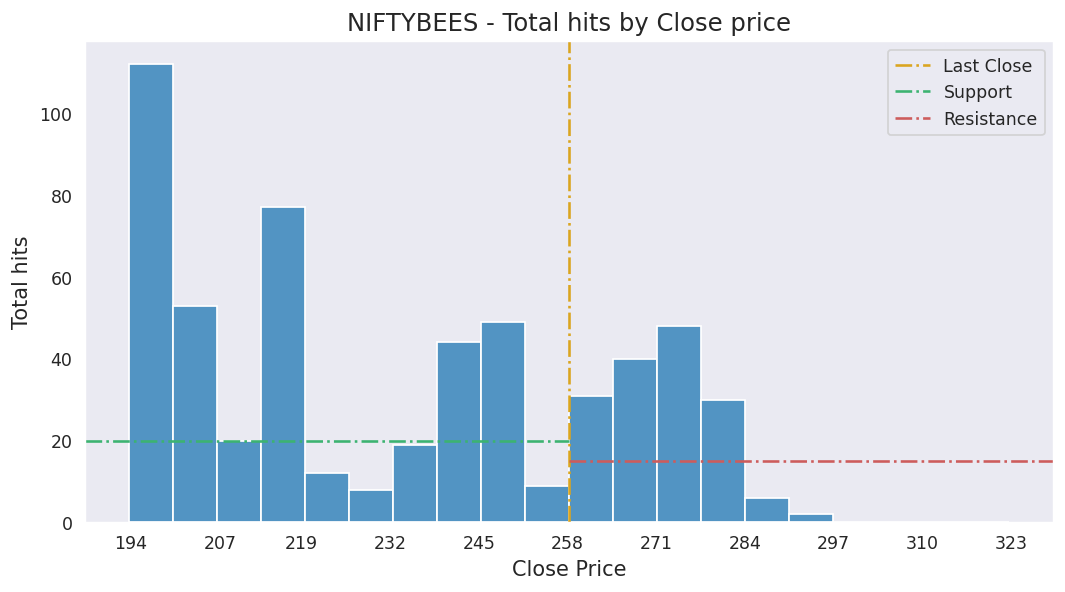 NIFTYBEES - Total hits by Close price
Last Close
Support
Resistance
Total hits
100
80
60
40
20
0
194 207 219 232 245 258 271 284 297 310 323
Close Price